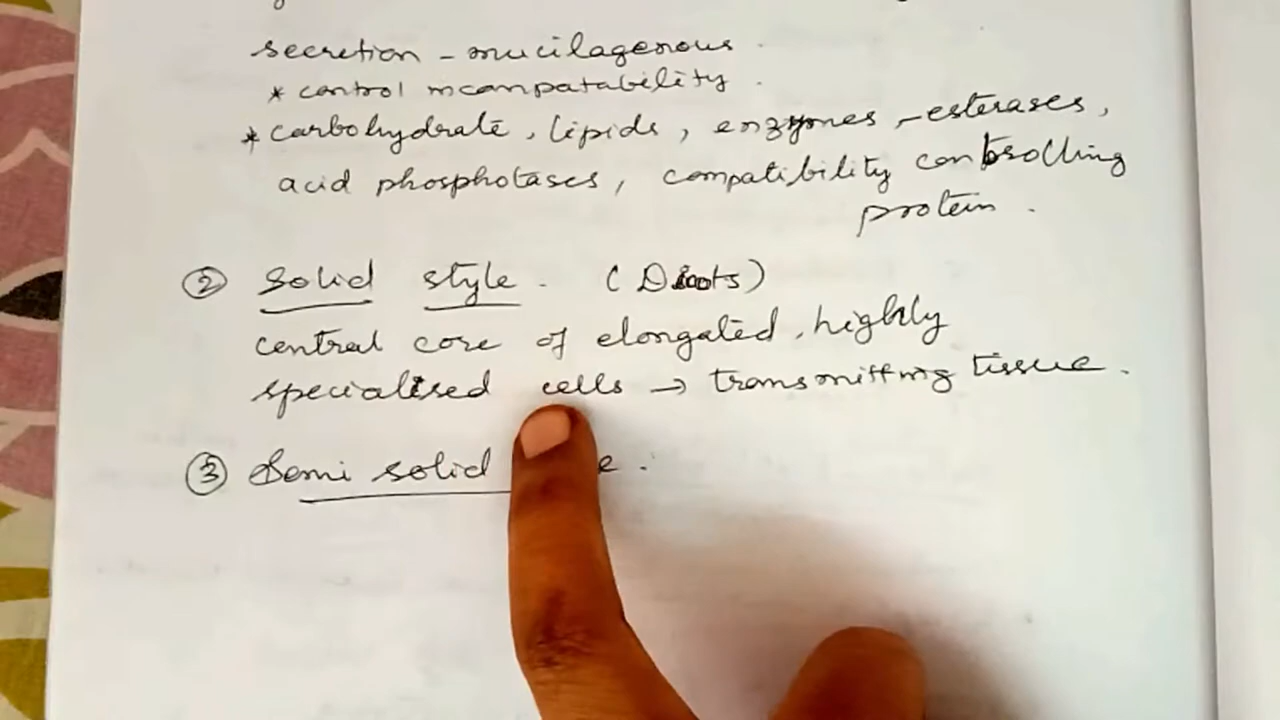 secretion - mucilagenous.
* control incompatability.
* carbohydrate, lipids, enzymes - esterases,
acid phosphotases, compatibility controlling
protein.
② Solid style. (Dicots)
central core of elongated, highly
specialised cells → transmitting tissue.
③ Semi solid